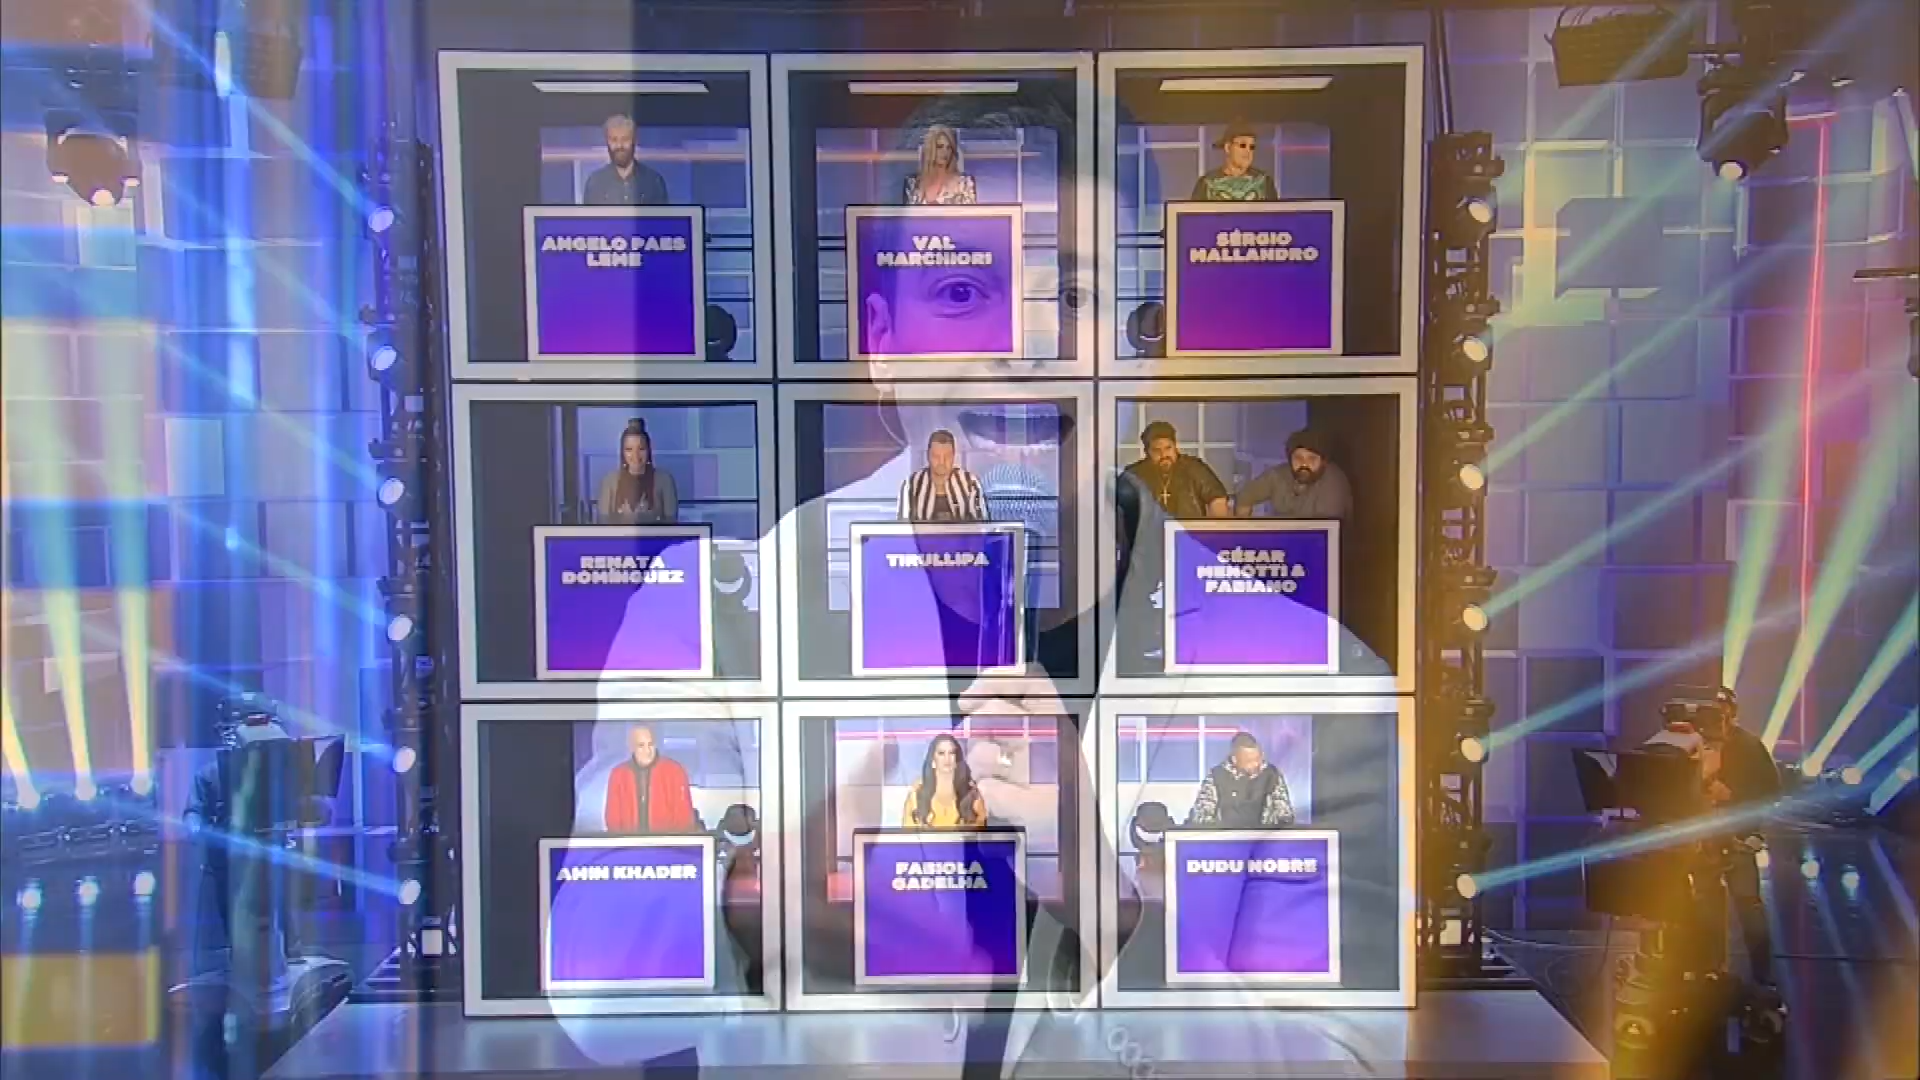 ANGELO PAES
LEME
VAL
MARCHIORI
SÉRGIO
MALLANDRO
RENATA
DOMÍNGUEZ
TIRULLIPA
CÉSAR
MENOTTI &
FABIANO
AMIN KHADER
FABIOLA
GADELHA
DUDU NOBRE